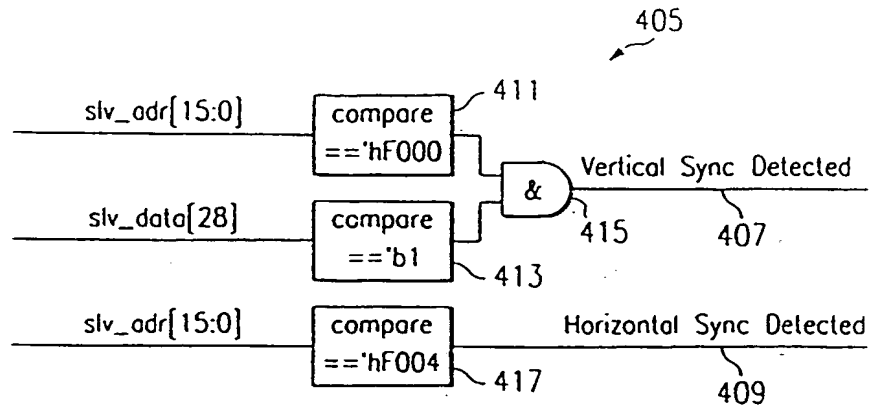 405
slv_adr[15:0]
compare
=='hF000
411
Vertical Sync Detected
&
415
407
slv_data[28]
compare
=='b1
413
slv_adr[15:0]
compare
=='hF004
417
Horizontal Sync Detected
409